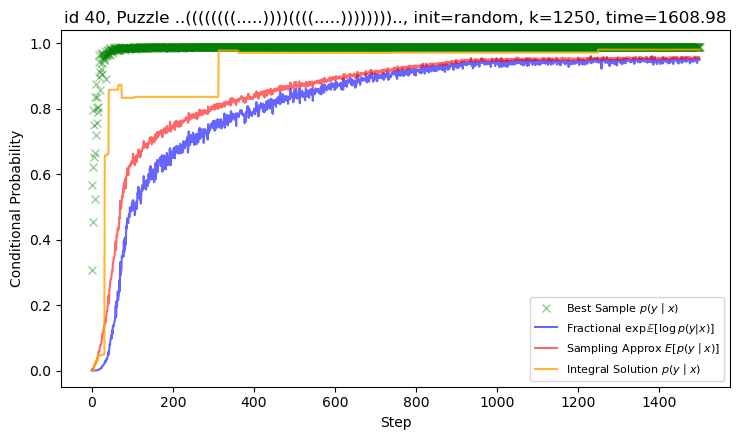 id 40, Puzzle ..((((((((.....))))((((.....)))))))).., init=random, k=1250, time=1608.98
Conditional Probability
1.0
0.8
0.6
0.4
0.2
0.0
Best Sample p(y | x)
Fractional exp 𝔼[log p(y|x)]
Sampling Approx E[p(y | x)]
Integral Solution p(y | x)
0 200 400 600 800 1000 1200 1400
Step